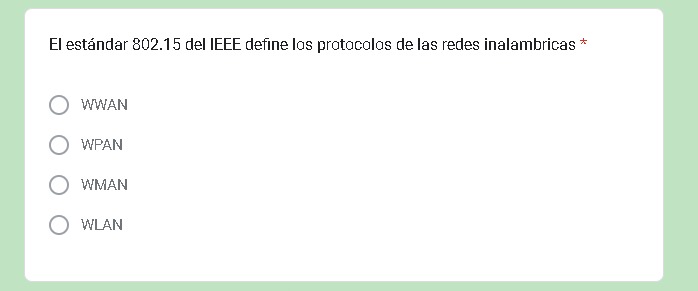 El estándar 802.15 del IEEE define los protocolos de las redes inalambricas *
WWAN
WPAN
WMAN
WLAN